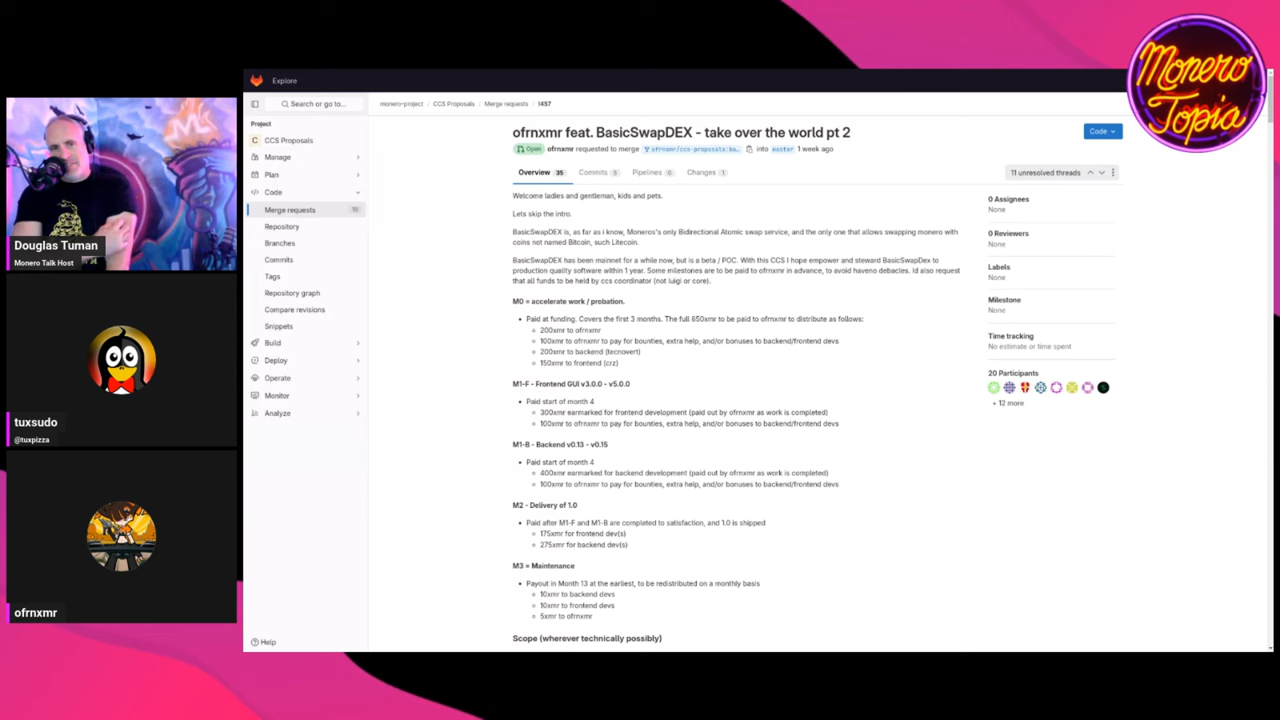 Monero
Topia
Douglas Tuman
Monero Talk Host
tuxsudo
@tuxpizza
ofrnxmr
Explore
Search or go to...
Project
C CCS Proposals
Manage
Plan
Code
Merge requests 10
Repository
Branches
Commits
Tags
Repository graph
Compare revisions
Snippets
Build
Deploy
Operate
Monitor
Analyze
Help
monero-project > CCS Proposals > Merge requests > 1457
ofrnxmr feat. BasicSwapDEX - take over the world pt 2
Code
Open ofrnxmr requested to merge ofrnxmr/ccs-proposals:ba... into master 1 week ago
Overview 35 Commits 5 Pipelines 0 Changes 1
11 unresolved threads
Welcome ladies and gentleman, kids and pets.
Lets skip the intro.
BasicSwapDEX is, as far as i know, Moneros's only Bidirectional Atomic swap service, and the only one that allows swapping monero with
coins not named Bitcoin, such Litecoin.
BasicSwapDEX has been mainnet for a while now, but is a beta / POC. With this CCS I hope empower and steward BasicSwapDex to
production quality software within 1 year. Some milestones are to be paid to ofrnxmr in advance, to avoid haveno debacles. Id also request
that all funds to be held by ccs coordinator (not luigi or core).
M0 = accelerate work / probation.
• Paid at funding. Covers the first 3 months. The full 650xmr to be paid to ofrnxmr to distribute as follows:
○ 200xmr to ofrnxmr
○ 100xmr to ofrnxmr to pay for bounties, extra help, and/or bonuses to backend/frontend devs
○ 200xmr to backend (tecnovert)
○ 150xmr to frontend (crz)
M1-F - Frontend GUI v3.0.0 - v5.0.0
• Paid start of month 4
○ 300xmr earmarked for frontend development (paid out by ofrnxmr as work is completed)
○ 100xmr to ofrnxmr to pay for bounties, extra help, and/or bonuses to backend/frontend devs
M1-B - Backend v0.13 - v0.15
• Paid start of month 4
○ 400xmr earmarked for backend development (paid out by ofrnxmr as work is completed)
○ 100xmr to ofrnxmr to pay for bounties, extra help, and/or bonuses to backend/frontend devs
M2 - Delivery of 1.0
• Paid after M1-F and M1-B are completed to satisfaction, and 1.0 is shipped
○ 175xmr for frontend dev(s)
○ 275xmr for backend dev(s)
M3 = Maintenance
• Payout in Month 13 at the earliest, to be redistributed on a monthly basis
○ 10xmr to backend devs
○ 10xmr to frontend devs
○ 5xmr to ofrnxmr
Scope (wherever technically possibly)
0 Assignees
None
0 Reviewers
None
Labels
None
Milestone
None
Time tracking
No estimate or time spent
20 Participants
+ 12 more